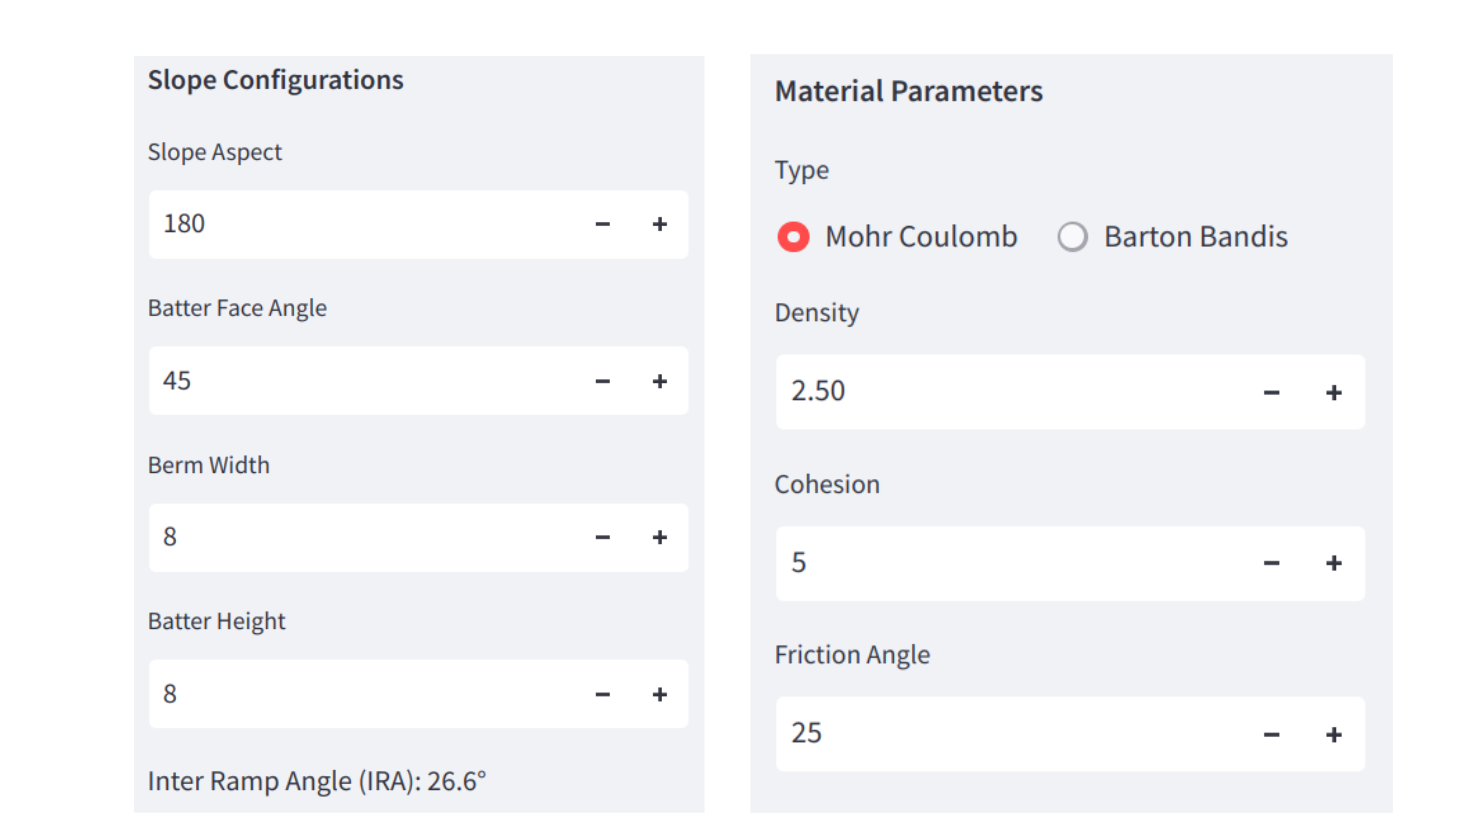 Slope Configurations
Slope Aspect
180
Batter Face Angle
45
Berm Width
8
Batter Height
8
Inter Ramp Angle (IRA): 26.6°
Material Parameters
Type
Mohr Coulomb
Barton Bandis
Density
2.50
Cohesion
5
Friction Angle
25